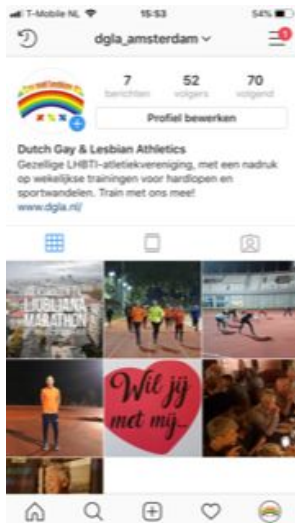 T-Mobile NL 15:53 54%
dgla_amsterdam
7 52 70
berichten volgers volgend
Profiel bewerken
Dutch Gay & Lesbian Athletics
Gezellige LHBTI-atletiekvereniging, met een nadruk
op wekelijkse trainingen voor hardlopen en
sportwandelen. Train met ons mee!
www.dgla.nl/
LJUBLJANA
MARATHON
Wil jij
met mij...